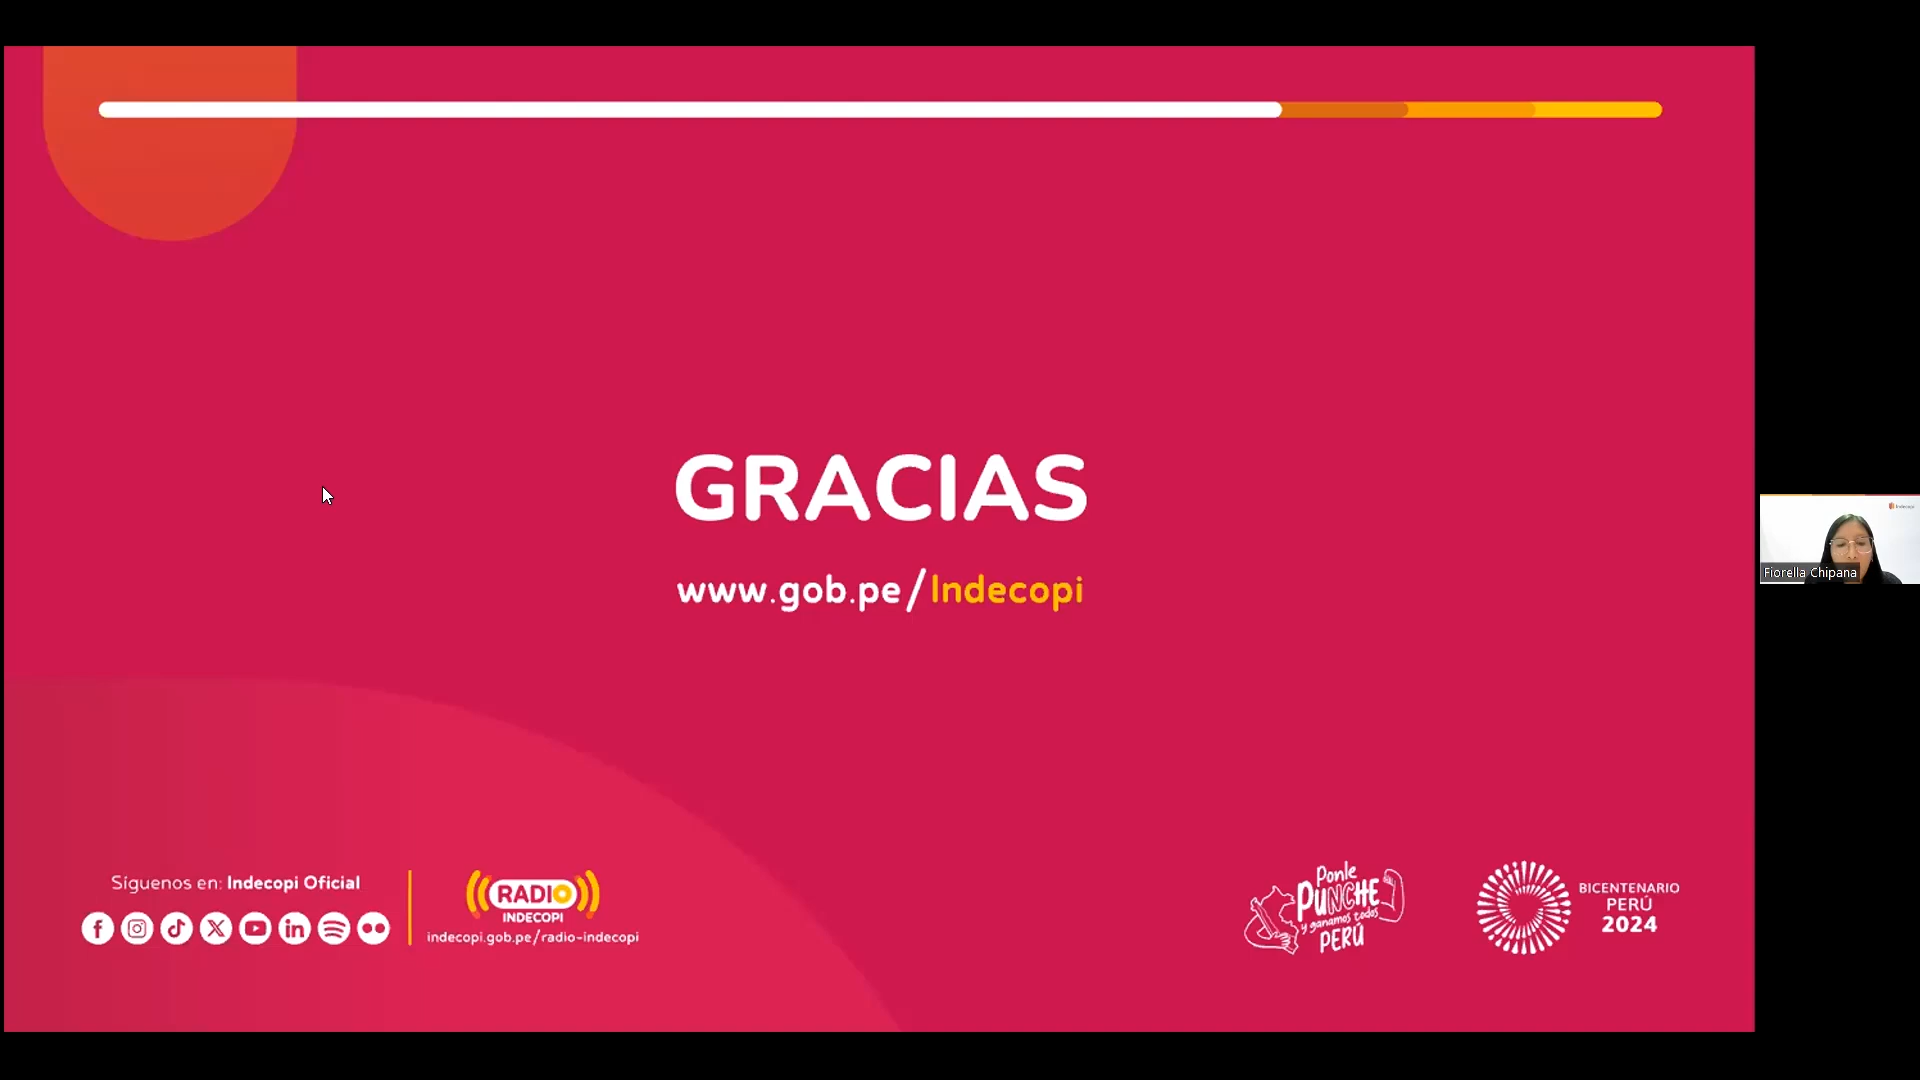 GRACIAS
www.gob.pe/Indecopi
Fiorella Chipana
Síguenos en: Indecopi Oficial
RADIO
INDECOPI
indecopi.gob.pe/radio-indecopi
Ponle
PUNCHE
y ganamos todos
PERÚ
BICENTENARIO
PERÚ
2024